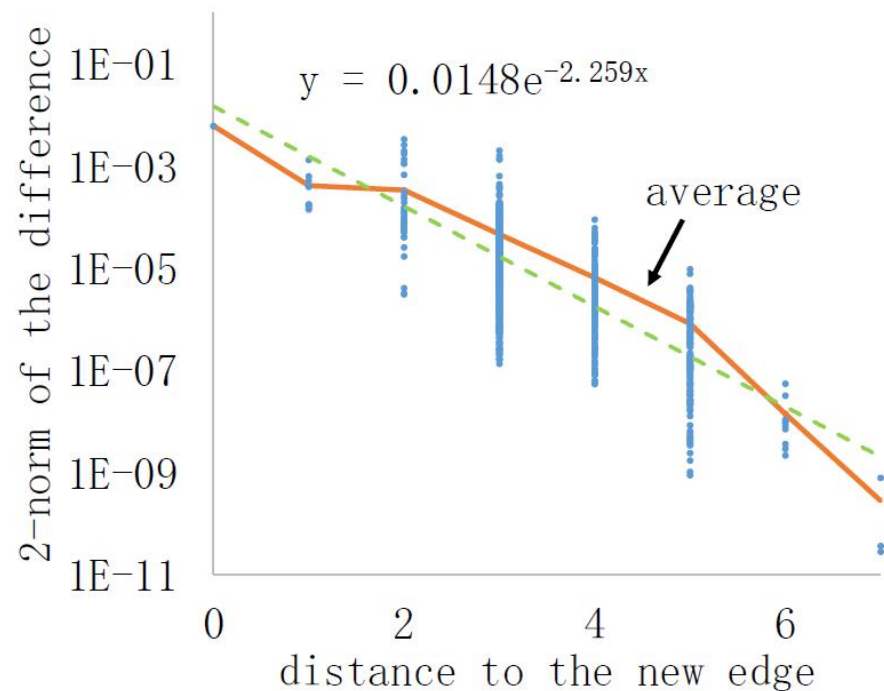 2-norm of the difference
1E-01
1E-03
1E-05
1E-07
1E-09
1E-11
y = 0.0148e^-2.259x
average
0 2 4 6
distance to the new edge